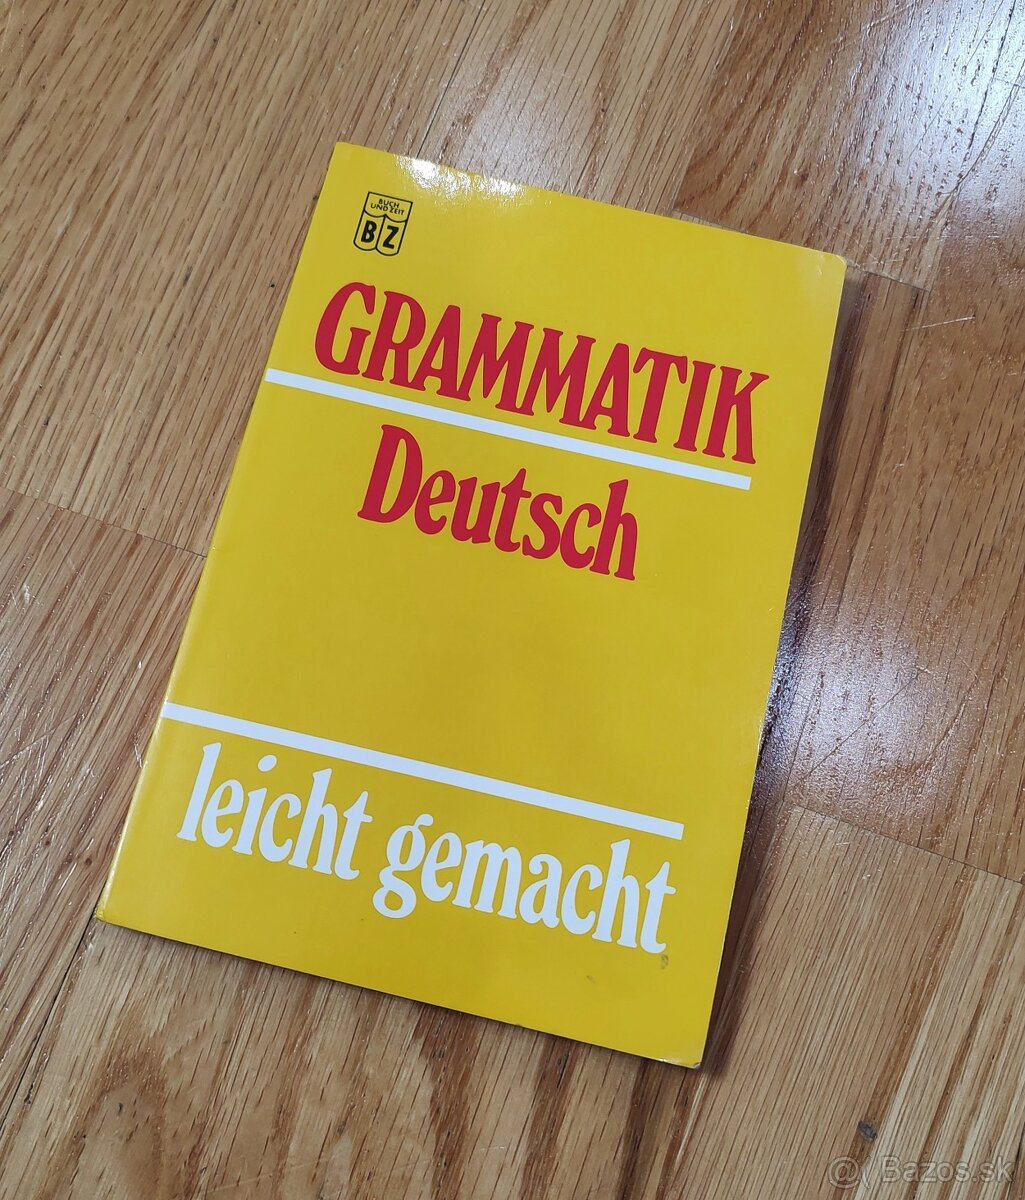 BUCH
UND ZEIT
BZ
GRAMMATIK
Deutsch
leicht gemacht
@ Bazos.sk